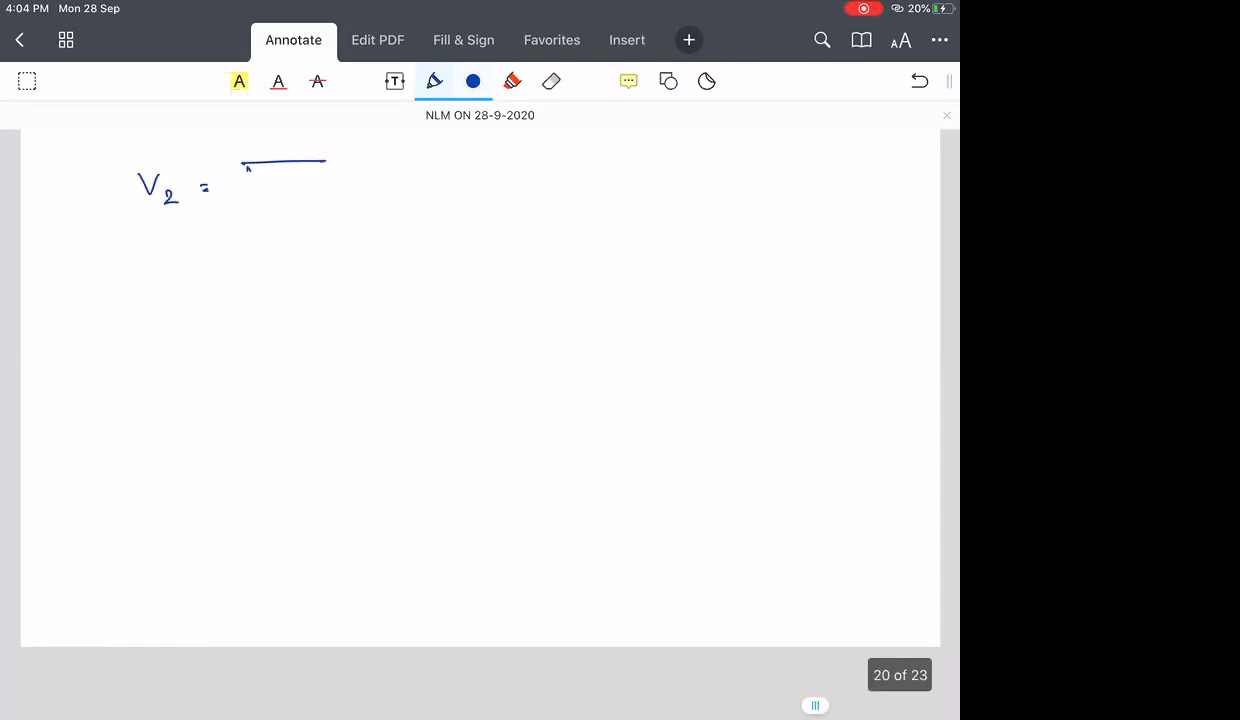 4:04 PM Mon 28 Sep 20%
Annotate Edit PDF Fill & Sign Favorites Insert
A A A T
NLM ON 28-9-2020
V₂ =
20 of 23